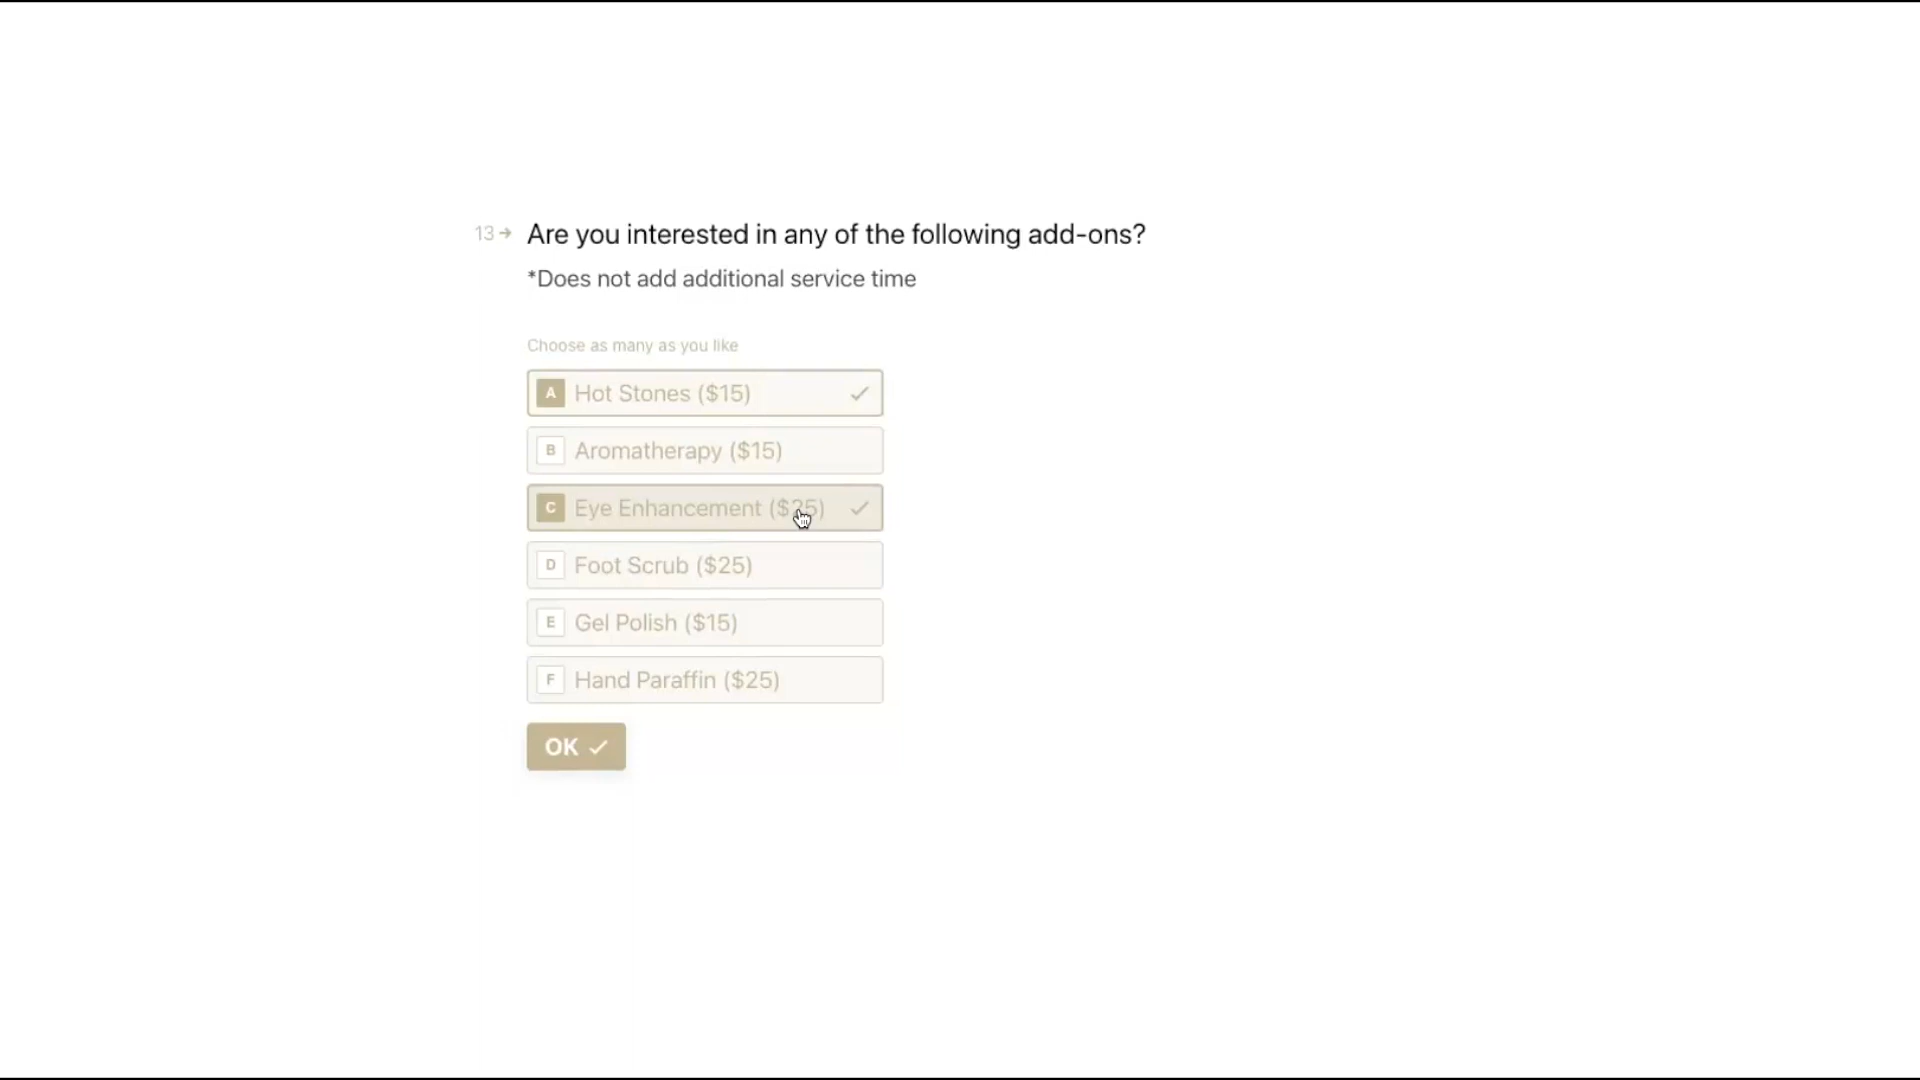 13 Are you interested in any of the following add-ons?
*Does not add additional service time
Choose as many as you like
A Hot Stones ($15)
B Aromatherapy ($15)
C Eye Enhancement ($25)
D Foot Scrub ($25)
E Gel Polish ($15)
F Hand Paraffin ($25)
OK